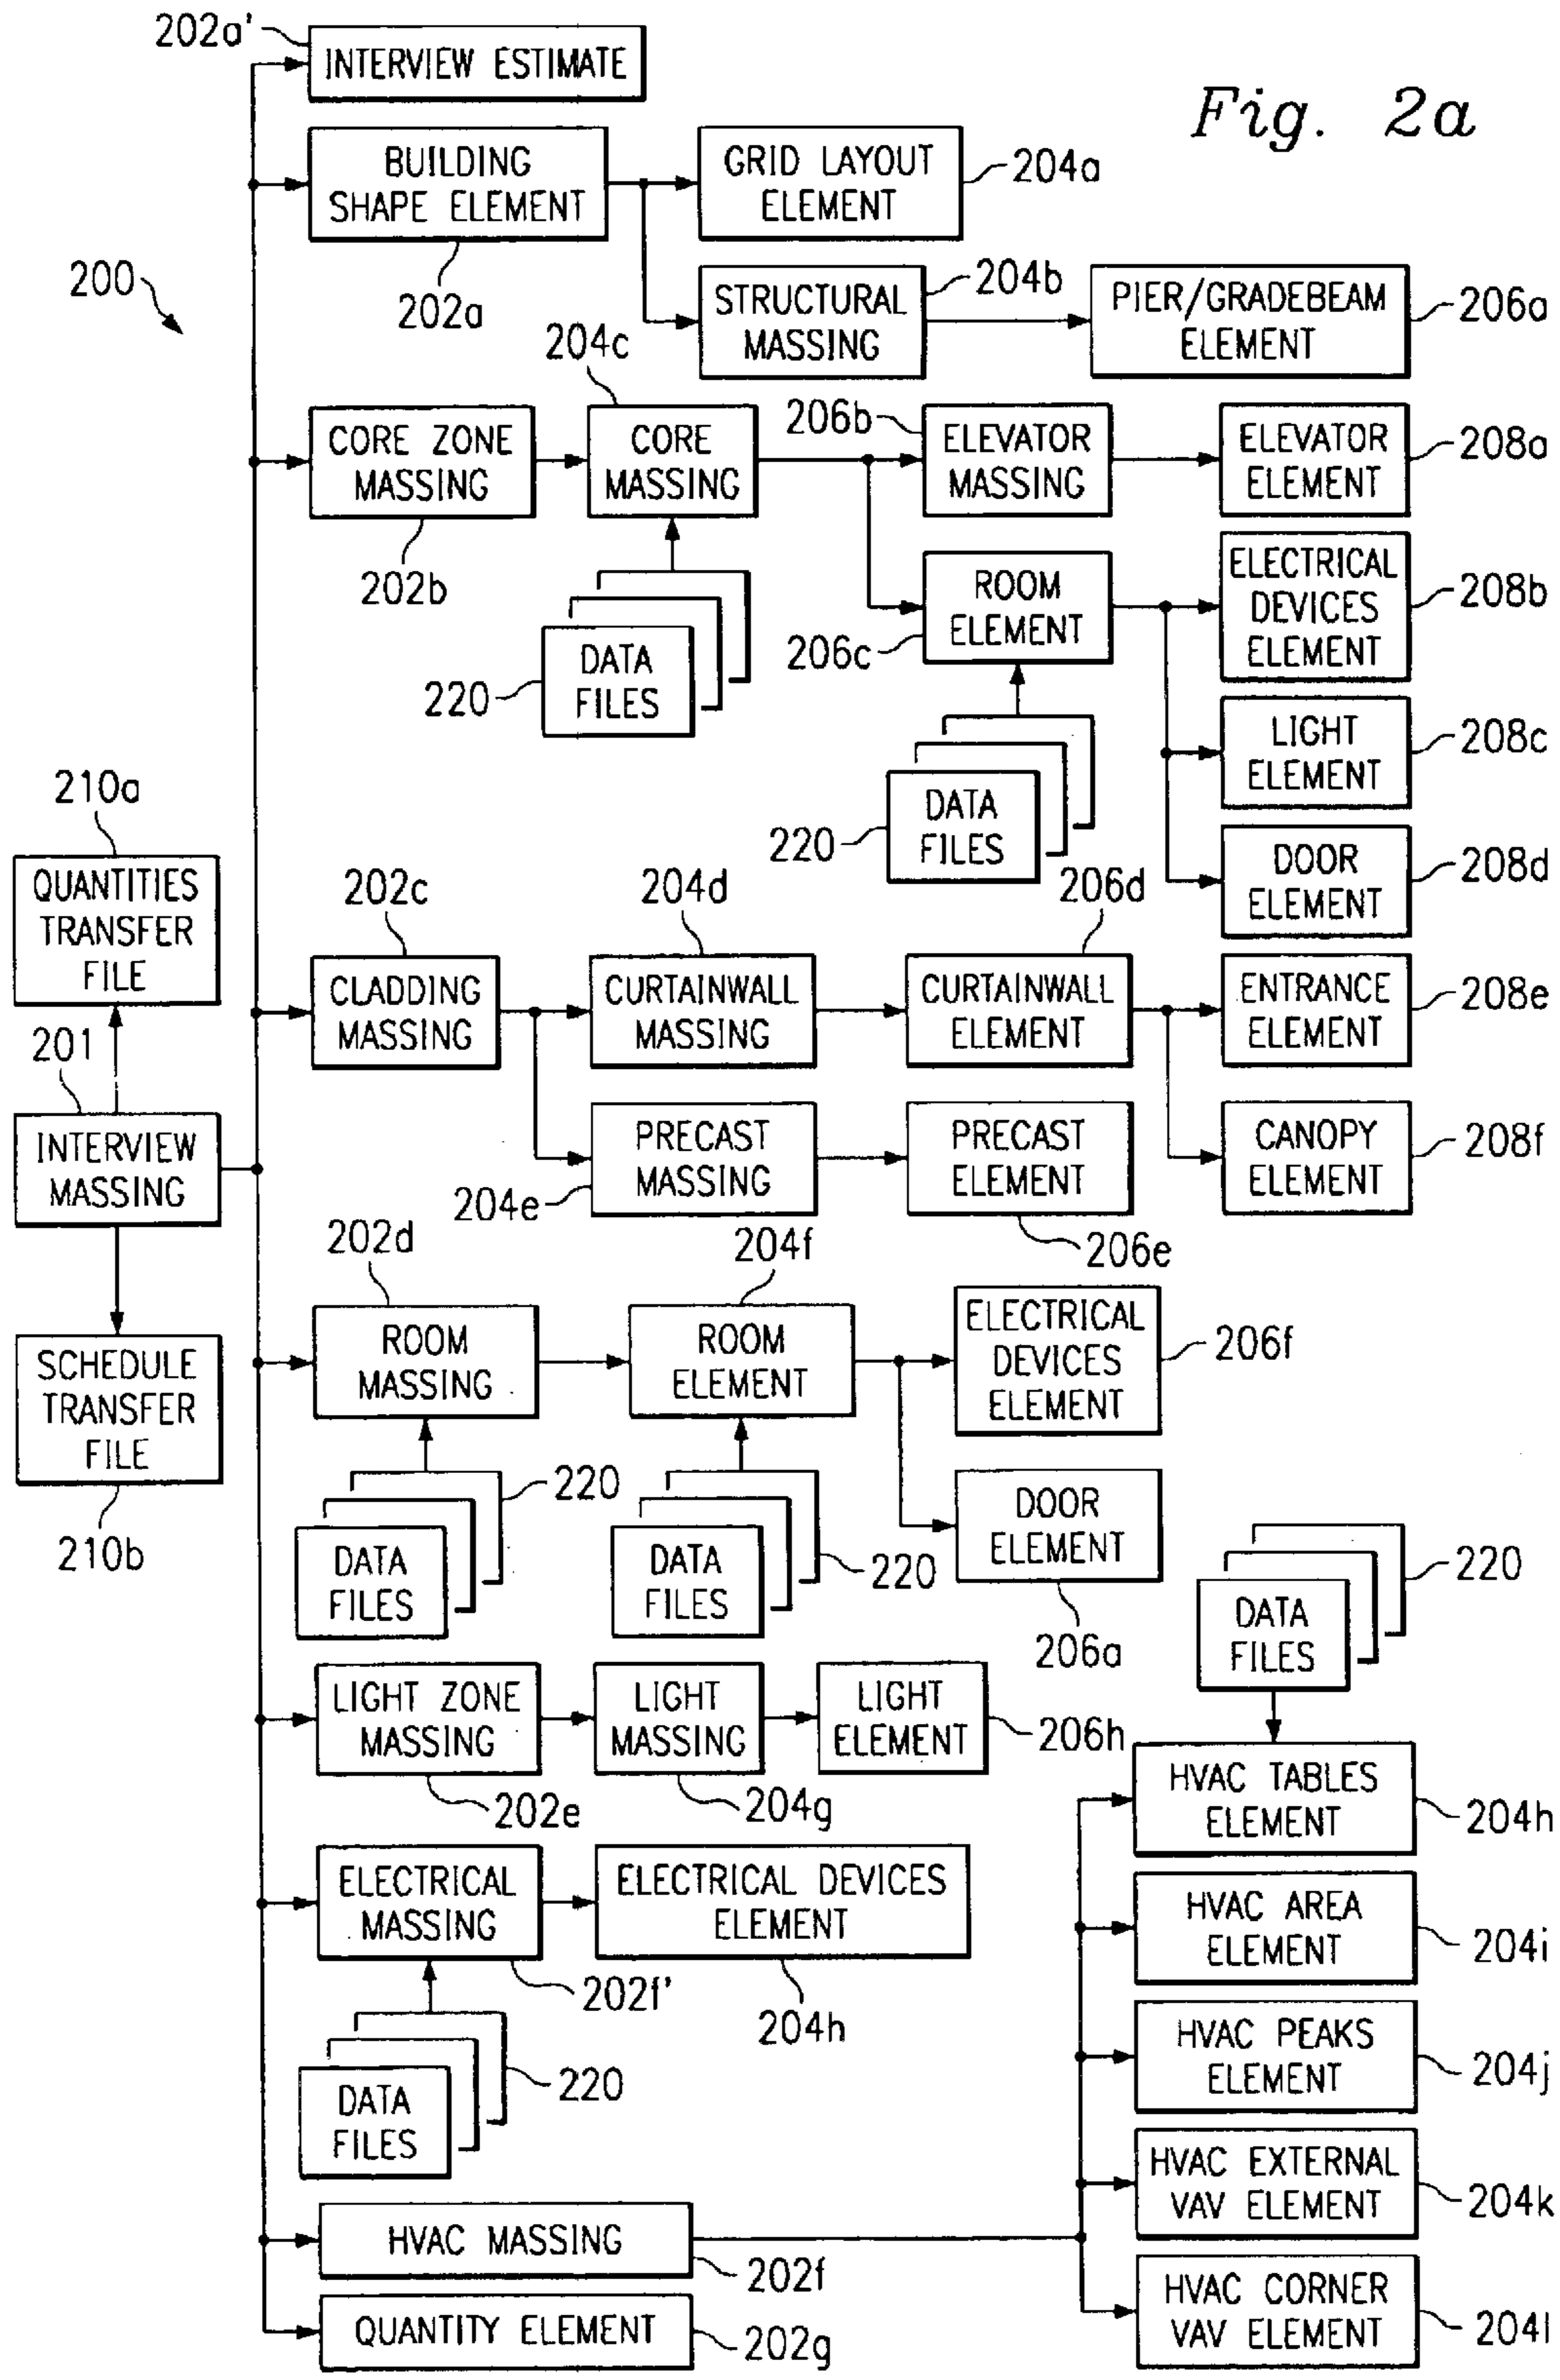 202a'
INTERVIEW ESTIMATE
Fig. 2a
BUILDING
SHAPE ELEMENT
202a
GRID LAYOUT
ELEMENT
204a
200
STRUCTURAL
MASSING
204b
PIER/GRADEBEAM
ELEMENT
206a
204c
CORE ZONE
MASSING
202b
CORE
MASSING
206b
ELEVATOR
MASSING
ELEVATOR
ELEMENT
208a
220
DATA
FILES
ROOM
ELEMENT
206c
ELECTRICAL
DEVICES
ELEMENT
208b
LIGHT
ELEMENT
208c
220
DATA
FILES
DOOR
ELEMENT
208d
210a
QUANTITIES
TRANSFER
FILE
202c
CLADDING
MASSING
204d
CURTAINWALL
MASSING
206d
CURTAINWALL
ELEMENT
ENTRANCE
ELEMENT
208e
201
INTERVIEW
MASSING
PRECAST
MASSING
204e
PRECAST
ELEMENT
206e
CANOPY
ELEMENT
208f
SCHEDULE
TRANSFER
FILE
210b
202d
ROOM
MASSING
204f
ROOM
ELEMENT
ELECTRICAL
DEVICES
ELEMENT
206f
220
DATA
FILES
220
DATA
FILES
DOOR
ELEMENT
206a
220
DATA
FILES
LIGHT ZONE
MASSING
202e
LIGHT
MASSING
204g
LIGHT
ELEMENT
206h
HVAC TABLES
ELEMENT
204h
ELECTRICAL
MASSING
202f'
ELECTRICAL DEVICES
ELEMENT
204h
HVAC AREA
ELEMENT
204i
220
DATA
FILES
HVAC PEAKS
ELEMENT
204j
HVAC EXTERNAL
VAV ELEMENT
204k
HVAC MASSING
202f
HVAC CORNER
VAV ELEMENT
204l
QUANTITY ELEMENT
202g